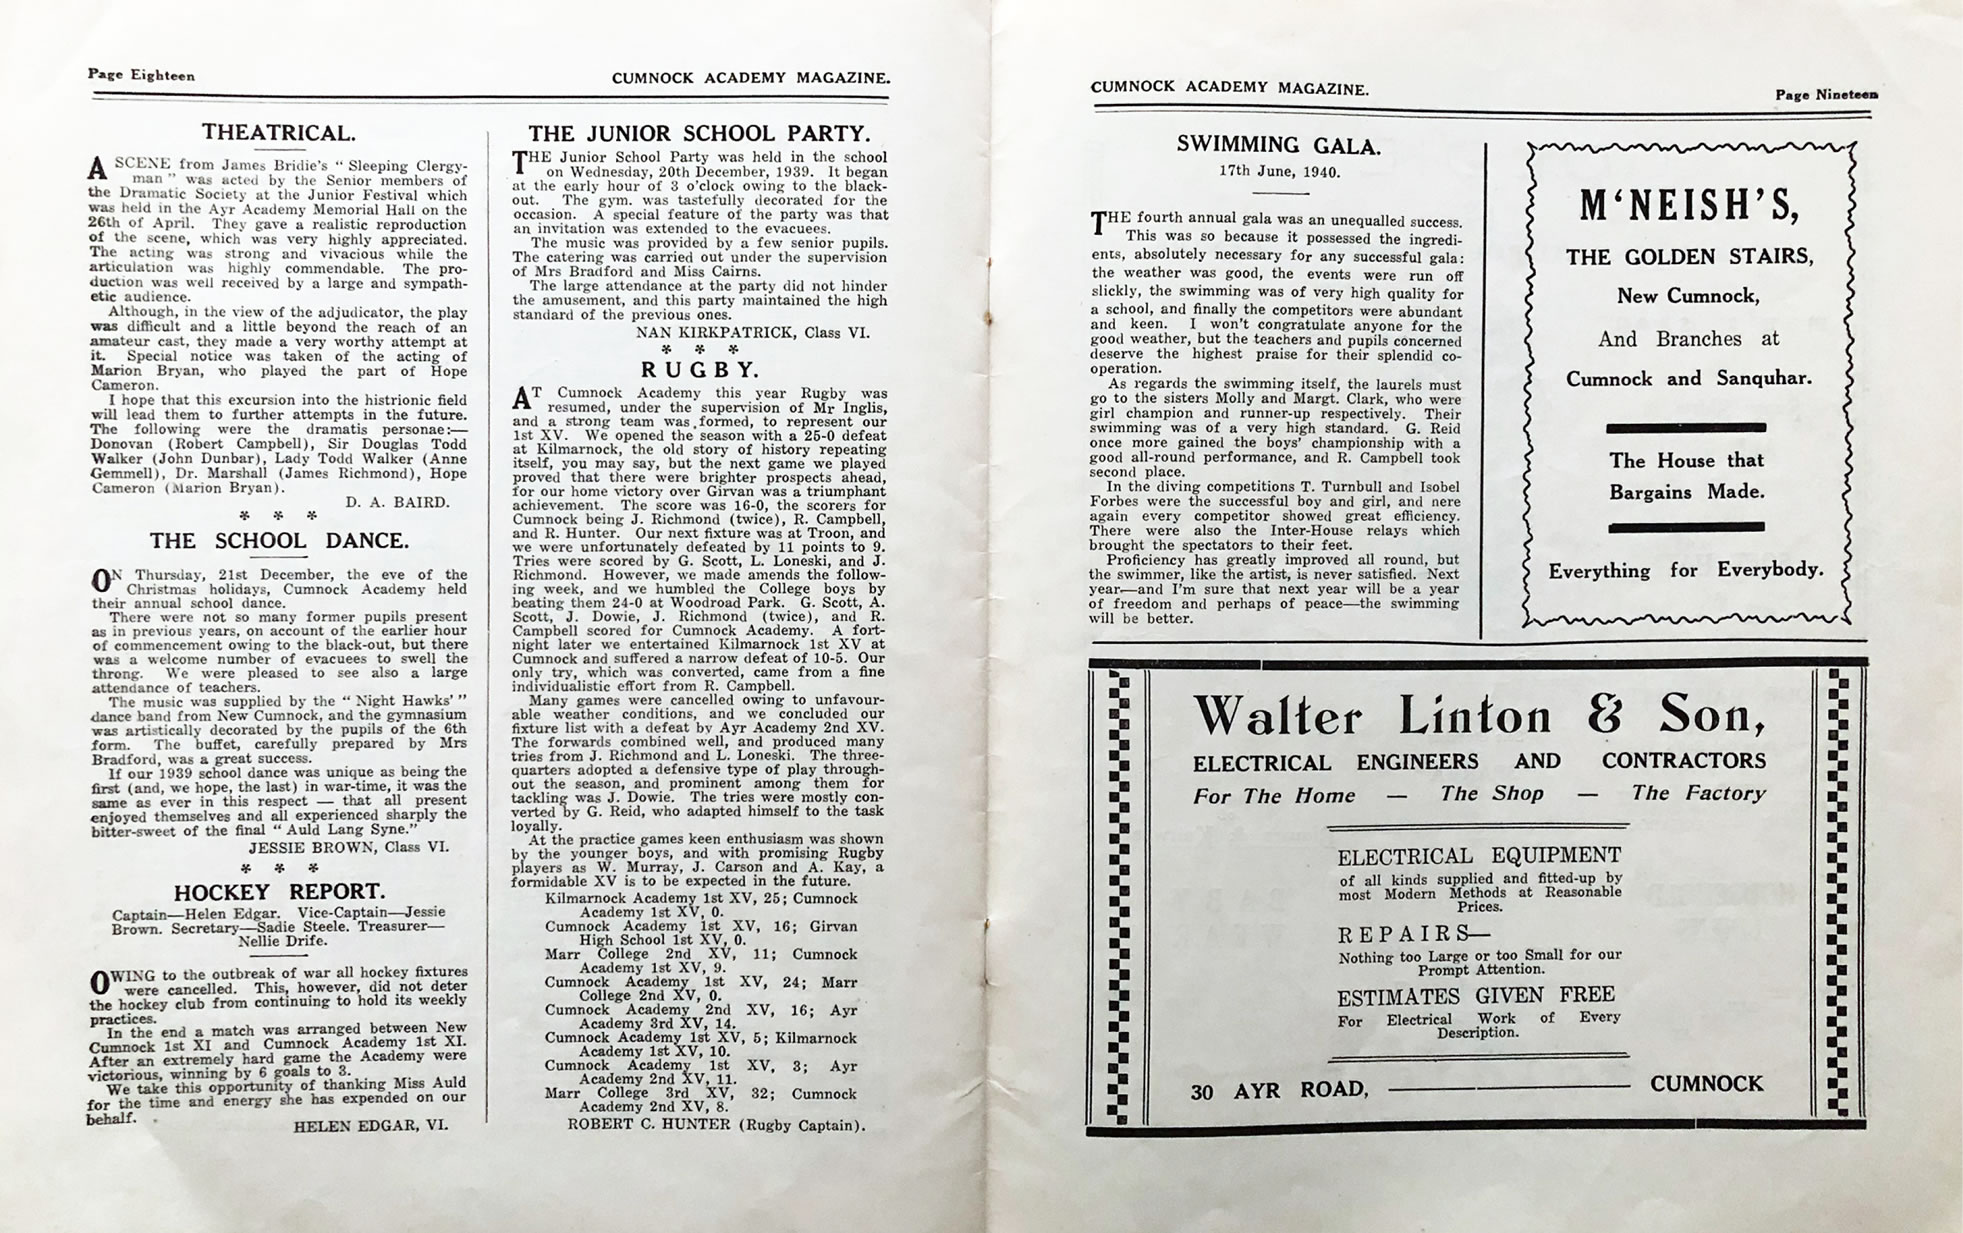 Page Eighteen
CUMNOCK ACADEMY MAGAZINE.
THEATRICAL.
A SCENE from James Bridie's " Sleeping Clergy-
man " was acted by the Senior members of
the Dramatic Society at the Junior Festival which
was held in the Ayr Academy Memorial Hall on the
26th of April. They gave a realistic reproduction
of the scene, which was very highly appreciated.
The acting was strong and vivacious while the
articulation was highly commendable. The pro-
duction was well received by a large and sympath-
etic audience.
Although, in the view of the adjudicator, the play
was difficult and a little beyond the reach of an
amateur cast, they made a very worthy attempt at
it. Special notice was taken of the acting of
Marion Bryan, who played the part of Hope
Cameron.
I hope that this excursion into the histrionic field
will lead them to further attempts in the future.
The following were the dramatis personae:—
Donovan (Robert Campbell), Sir Douglas Todd
Walker (John Dunbar), Lady Todd Walker (Anne
Gemmell), Dr. Marshall (James Richmond), Hope
Cameron (Marion Bryan).
D. A. BAIRD.
* * *
THE SCHOOL DANCE.
ON Thursday, 21st December, the eve of the
Christmas holidays, Cumnock Academy held
their annual school dance.
There were not so many former pupils present
as in previous years, on account of the earlier hour
of commencement owing to the black-out, but there
was a welcome number of evacuees to swell the
throng. We were pleased to see also a large
attendance of teachers.
The music was supplied by the " Night Hawks' "
dance band from New Cumnock, and the gymnasium
was artistically decorated by the pupils of the 6th
form. The buffet, carefully prepared by Mrs
Bradford, was a great success.
If our 1939 school dance was unique as being the
first (and, we hope, the last) in war-time, it was the
same as ever in this respect — that all present
enjoyed themselves and all experienced sharply the
bitter-sweet of the final " Auld Lang Syne."
JESSIE BROWN, Class VI.
* * *
HOCKEY REPORT.
Captain—Helen Edgar. Vice-Captain—Jessie
Brown. Secretary—Sadie Steele. Treasurer—
Nellie Drife.
OWING to the outbreak of war all hockey fixtures
were cancelled. This, however, did not deter
the hockey club from continuing to hold its weekly
practices.
In the end a match was arranged between New
Cumnock 1st XI and Cumnock Academy 1st XI.
After an extremely hard game the Academy were
victorious, winning by 6 goals to 3.
We take this opportunity of thanking Miss Auld
for the time and energy she has expended on our
behalf.
HELEN EDGAR, VI.
THE JUNIOR SCHOOL PARTY.
THE Junior School Party was held in the school
on Wednesday, 20th December, 1939. It began
at the early hour of 3 o'clock owing to the black-
out. The gym. was tastefully decorated for the
occasion. A special feature of the party was that
an invitation was extended to the evacuees.
The music was provided by a few senior pupils.
The catering was carried out under the supervision
of Mrs Bradford and Miss Cairns.
The large attendance at the party did not hinder
the amusement, and this party maintained the high
standard of the previous ones.
NAN KIRKPATRICK, Class VI.
* * *
RUGBY.
AT Cumnock Academy this year Rugby was
resumed, under the supervision of Mr Inglis,
and a strong team was formed, to represent our
1st XV. We opened the season with a 25-0 defeat
at Kilmarnock, the old story of history repeating
itself, you may say, but the next game we played
proved that there were brighter prospects ahead,
for our home victory over Girvan was a triumphant
achievement. The score was 16-0, the scorers for
Cumnock being J. Richmond (twice), R. Campbell,
and R. Hunter. Our next fixture was at Troon, and
we were unfortunately defeated by 11 points to 9.
Tries were scored by G. Scott, L. Loneski, and J.
Richmond. However, we made amends the follow-
ing week, and we humbled the College boys by
beating them 24-0 at Woodroad Park. G. Scott, A.
Scott, J. Dowie, J. Richmond (twice), and R.
Campbell scored for Cumnock Academy. A fort-
night later we entertained Kilmarnock 1st XV at
Cumnock and suffered a narrow defeat of 10-5. Our
only try, which was converted, came from a fine
individualistic effort from R. Campbell.
Many games were cancelled owing to unfavour-
able weather conditions, and we concluded our
fixture list with a defeat by Ayr Academy 2nd XV.
The forwards combined well, and produced many
tries from J. Richmond and L. Loneski. The three-
quarters adopted a defensive type of play through-
out the season, and prominent among them for
tackling was J. Dowie. The tries were mostly con-
verted by G. Reid, who adapted himself to the task
loyally.
At the practice games keen enthusiasm was shown
by the younger boys, and with promising Rugby
players as W. Murray, J. Carson and A. Kay, a
formidable XV is to be expected in the future.
Kilmarnock Academy 1st XV, 25; Cumnock
Academy 1st XV, 0.
Cumnock Academy 1st XV, 16; Girvan
High School 1st XV, 0.
Marr College 2nd XV, 11; Cumnock
Academy 1st XV, 9.
Cumnock Academy 1st XV, 24; Marr
College 2nd XV, 0.
Cumnock Academy 2nd XV, 16; Ayr
Academy 3rd XV, 14.
Cumnock Academy 1st XV, 5; Kilmarnock
Academy 1st XV, 10.
Cumnock Academy 1st XV, 3; Ayr
Academy 2nd XV, 11.
Marr College 3rd XV, 32; Cumnock
Academy 2nd XV, 8.
ROBERT C. HUNTER (Rugby Captain).
CUMNOCK ACADEMY MAGAZINE.
Page Nineteen
SWIMMING GALA.
17th June, 1940.
THE fourth annual gala was an unequalled success.
This was so because it possessed the ingredi-
ents, absolutely necessary for any successful gala:
the weather was good, the events were run off
slickly, the swimming was of very high quality for
a school, and finally the competitors were abundant
and keen. I won't congratulate anyone for the
good weather, but the teachers and pupils concerned
deserve the highest praise for their splendid co-
operation.
As regards the swimming itself, the laurels must
go to the sisters Molly and Margt. Clark, who were
girl champion and runner-up respectively. Their
swimming was of a very high standard. G. Reid
once more gained the boys' championship with a
good all-round performance, and R. Campbell took
second place.
In the diving competitions T. Turnbull and Isobel
Forbes were the successful boy and girl, and nere
again every competitor showed great efficiency.
There were also the Inter-House relays which
brought the spectators to their feet.
Proficiency has greatly improved all round, but
the swimmer, like the artist, is never satisfied. Next
year—and I'm sure that next year will be a year
of freedom and perhaps of peace—the swimming
will be better.
M'NEISH'S,
THE GOLDEN STAIRS,
New Cumnock,
And Branches at
Cumnock and Sanquhar.
The House that
Bargains Made.
Everything for Everybody.
Walter Linton & Son,
ELECTRICAL ENGINEERS AND CONTRACTORS
For The Home — The Shop — The Factory
ELECTRICAL EQUIPMENT
of all kinds supplied and fitted-up by
most Modern Methods at Reasonable
Prices.
REPAIRS—
Nothing too Large or too Small for our
Prompt Attention.
ESTIMATES GIVEN FREE
For Electrical Work of Every
Description.
30 AYR ROAD, CUMNOCK